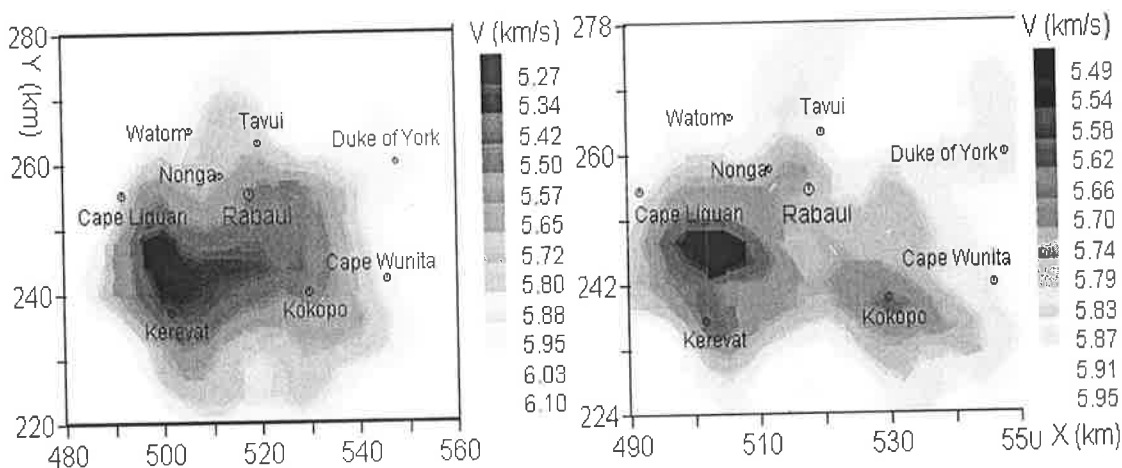 280
260
240
220
Y (km)
480 500 520 540 560
Watom
Tavui
Duke of York
Nonga
Cape Liguan
Rabaul
Cape Wunita
Kokopo
Kerevat
V (km/s)
5.27
5.34
5.42
5.50
5.57
5.65
5.72
5.80
5.88
5.95
6.03
6.10
278
260
242
224
490 510 530 550 X (km)
Watom
Tavui
Duke of York
Nonga
Cape Liguan
Rabaul
Cape Wunita
Kokopo
Kerevat
V (km/s)
5.49
5.54
5.58
5.62
5.66
5.70
5.74
5.79
5.83
5.87
5.91
5.95